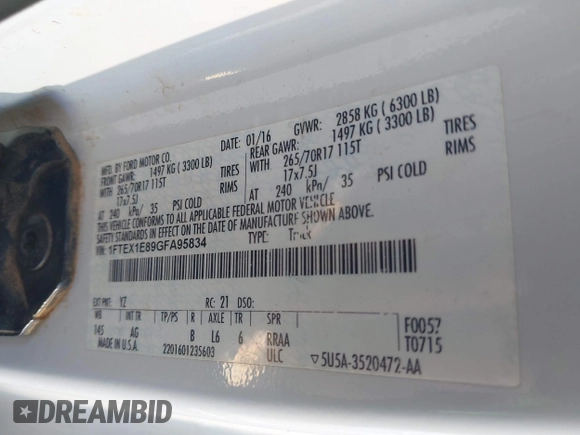 MFD. BY FORD MOTOR CO.
DATE: 01/16 GVWR: 2858 KG ( 6300 LB)
FRONT GAWR: 1497 KG ( 3300 LB)
REAR GAWR: 1497 KG ( 3300 LB)
WITH 265/70R17 115T TIRES
WITH 265/70R17 115T TIRES
17x7.5J RIMS
17x7.5J RIMS
AT 240 kPa/ 35 PSI COLD
AT 240 kPa/ 35 PSI COLD
THIS VEHICLE CONFORMS TO ALL APPLICABLE FEDERAL MOTOR VEHICLE
SAFETY STANDARDS IN EFFECT ON THE DATE OF MANUFACTURE SHOWN ABOVE.
VIN: 1FTEX1E89GFA95834
TYPE: Truck
EXT PNT: YZ RC: 21 DSO:
WB INT TR TP/PS R AXLE TR SPR
145 AG B L6 6 RRAA
F0057
T0715
MADE IN U.S.A. 2201601235603 ULC
▽5U5A-3520472-AA
DREAMBID.COM